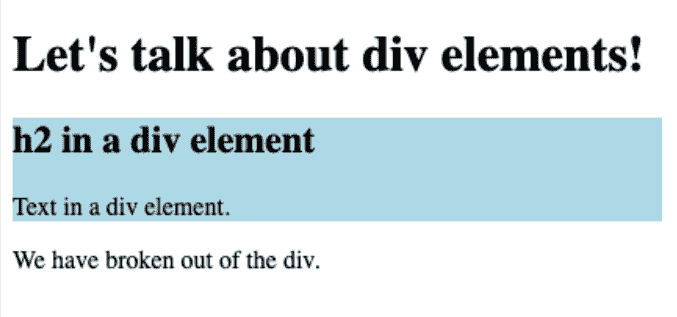 Let's talk about div elements!
h2 in a div element
Text in a div element.
We have broken out of the div.